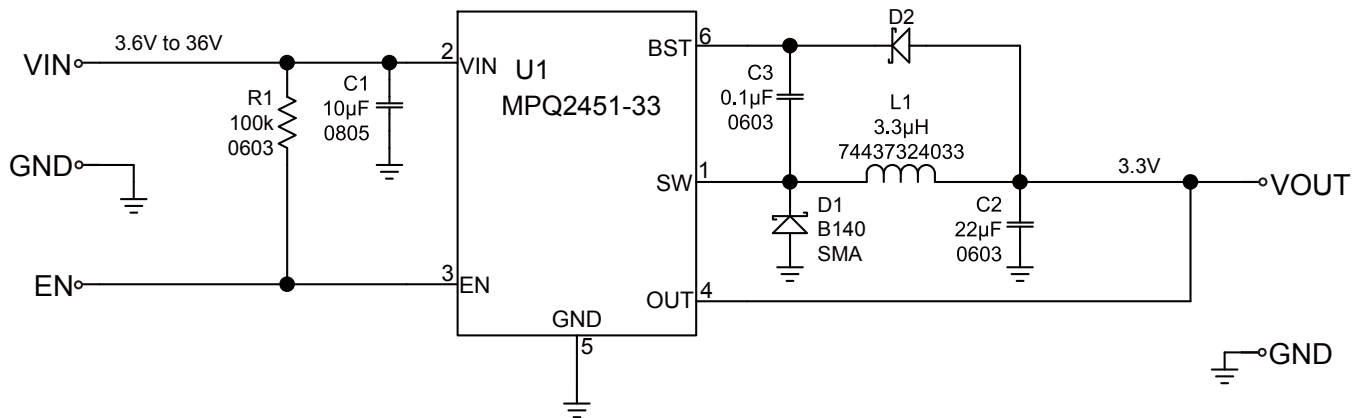 VIN
3.6V to 36V
R1
100k
0603
C1
10µF
0805
GND
EN
2
VIN
U1
MPQ2451-33
3
EN
GND
5
BST
6
SW
1
OUT
4
C3
0.1µF
0603
D2
L1
3.3µH
74437324033
D1
B140
SMA
C2
22µF
0603
3.3V
VOUT
GND